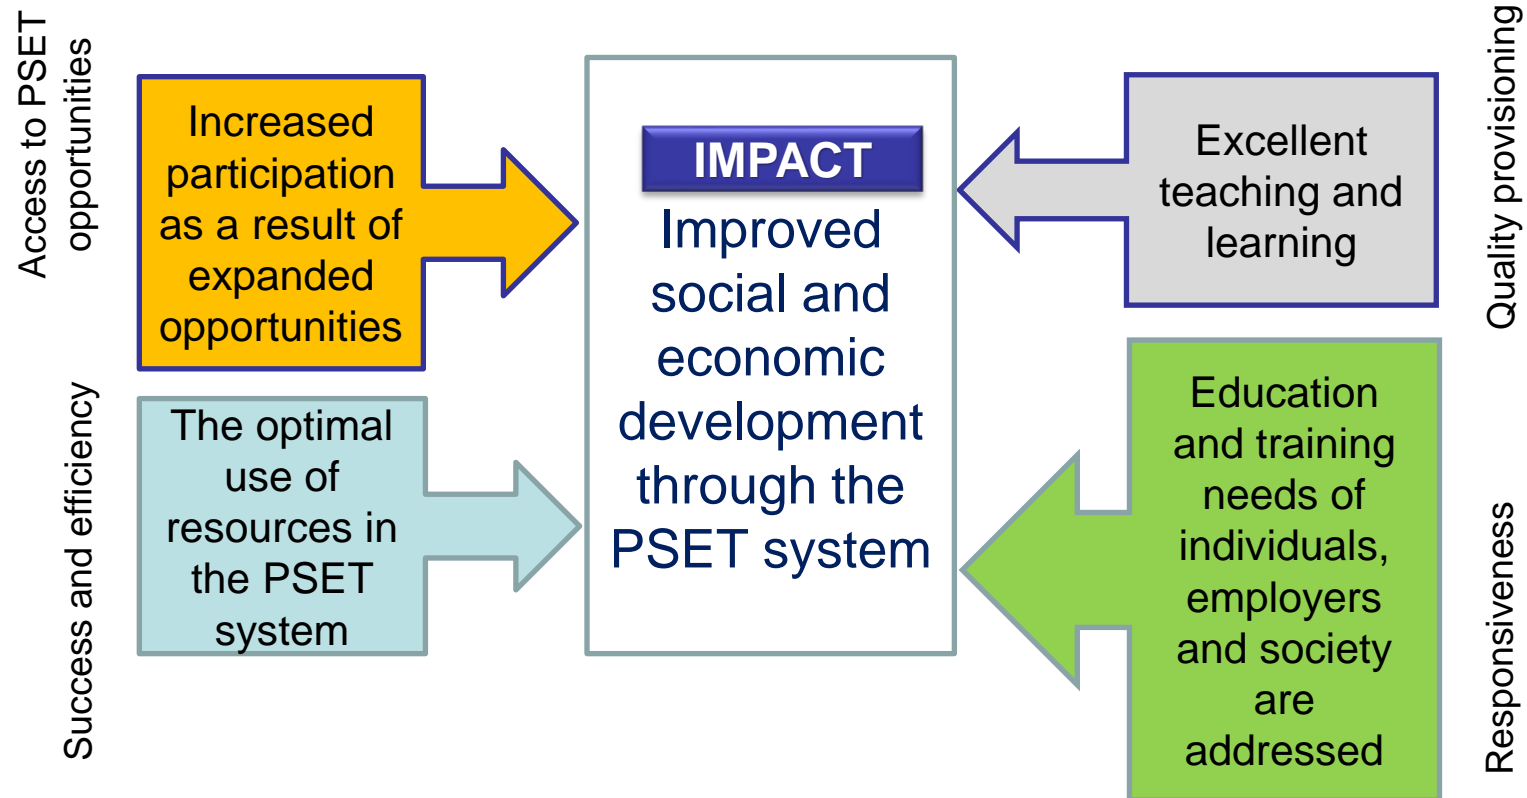 Access to PSET
opportunities
Increased
participation
as a result of
expanded
opportunities
Success and efficiency
The optimal
use of
resources in
the PSET
system
IMPACT
Improved
social and
economic
development
through the
PSET system
Excellent
teaching and
learning
Quality provisioning
Education
and training
needs of
individuals,
employers
and society
are
addressed
Responsiveness